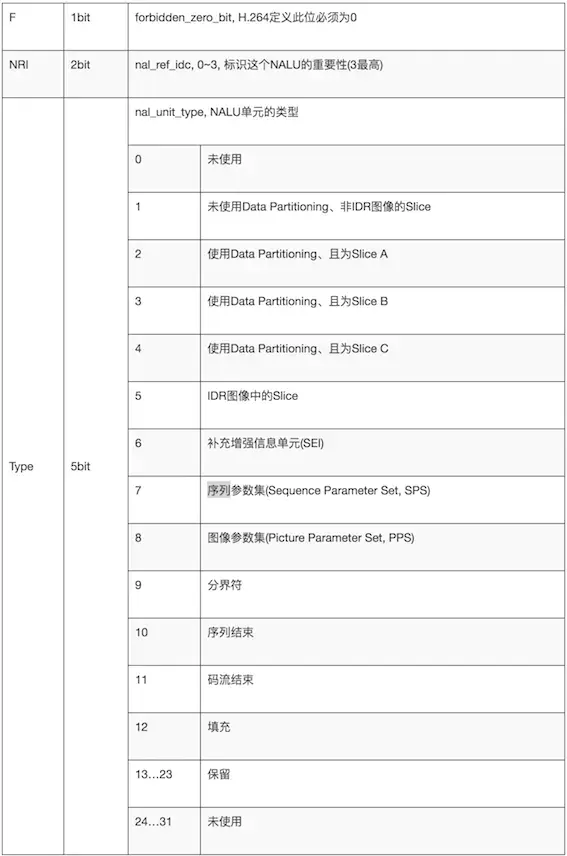 F 1bit forbidden_zero_bit, H.264定义此位必须为0
NRI 2bit nal_ref_idc, 0~3, 标识这个NALU的重要性(3最高)
nal_unit_type, NALU单元的类型
0 未使用
1 未使用Data Partitioning、非IDR图像的Slice
2 使用Data Partitioning、且为Slice A
3 使用Data Partitioning、且为Slice B
4 使用Data Partitioning、且为Slice C
5 IDR图像中的Slice
6 补充增强信息单元(SEI)
Type 5bit
7 序列参数集(Sequence Parameter Set, SPS)
8 图像参数集(Picture Parameter Set, PPS)
9 分界符
10 序列结束
11 码流结束
12 填充
13…23 保留
24…31 未使用